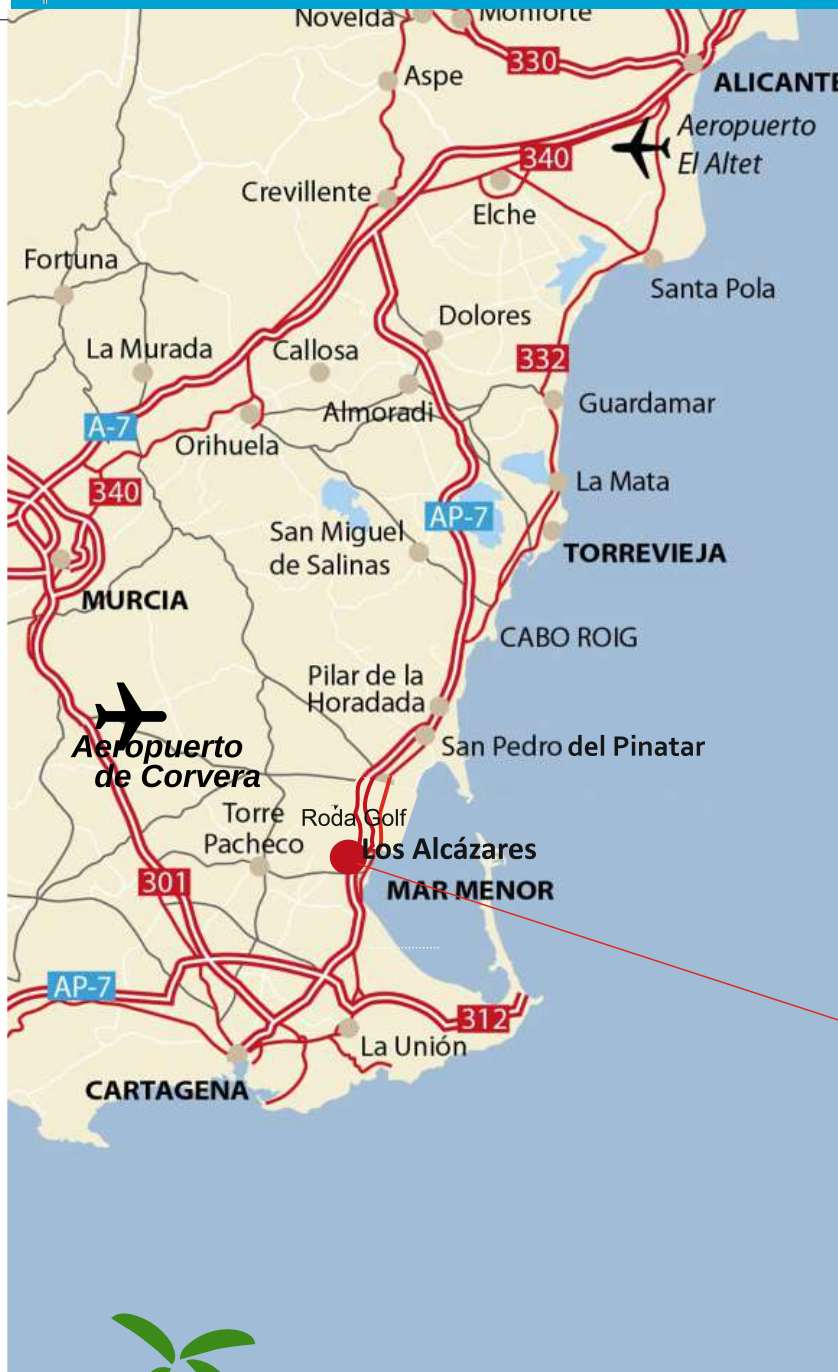 Novelda
Monforte
Aspe
330
ALICANTE
Aeropuerto
El Altet
340
Crevillente
Elche
Fortuna
Santa Pola
Dolores
La Murada
Callosa
332
Almoradi
Guardamar
A-7
Orihuela
340
La Mata
AP-7
San Miguel
de Salinas
TORREVIEJA
MURCIA
CABO ROIG
Pilar de la
Horadada
Aeropuerto
de Corvera
San Pedro del Pinatar
Torre
Pacheco
Roda Golf
Los Alcázares
301
MAR MENOR
AP-7
312
La Unión
CARTAGENA